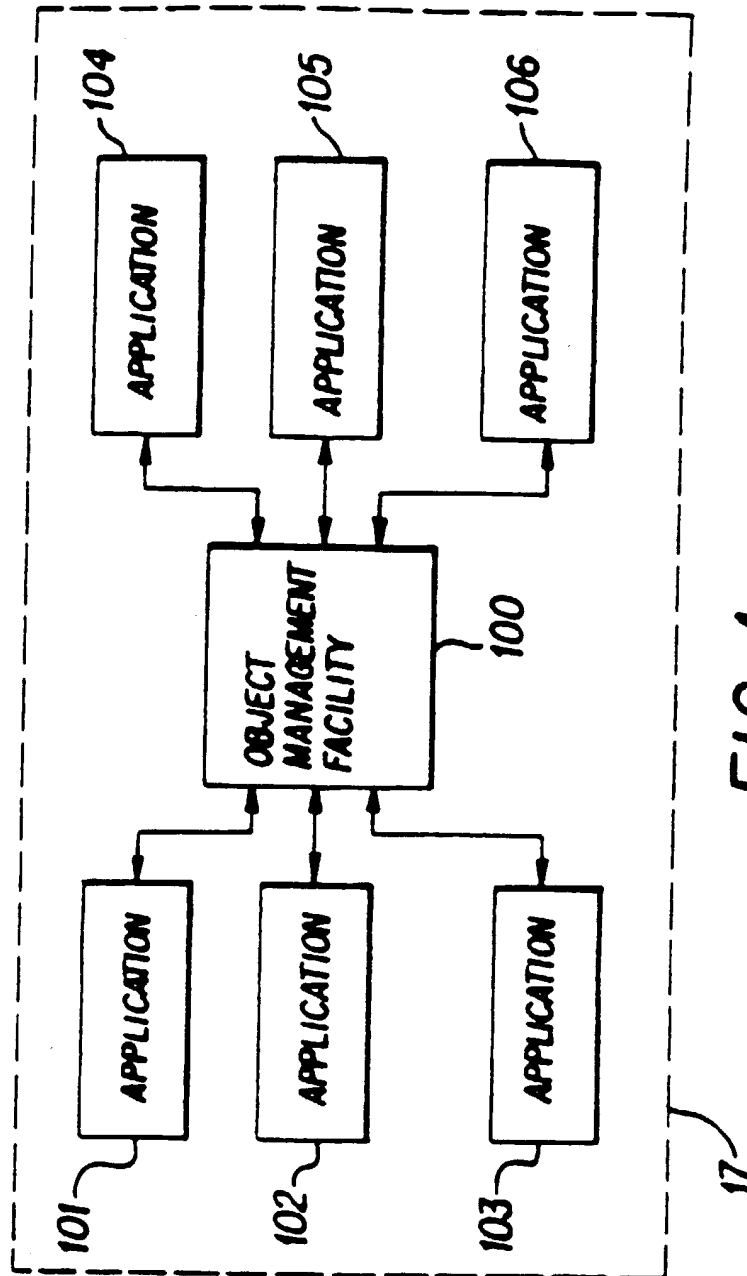 101
APPLICATION
102
APPLICATION
103
APPLICATION
OBJECT
MANAGEMENT
FACILITY
100
APPLICATION
104
APPLICATION
105
APPLICATION
106
17